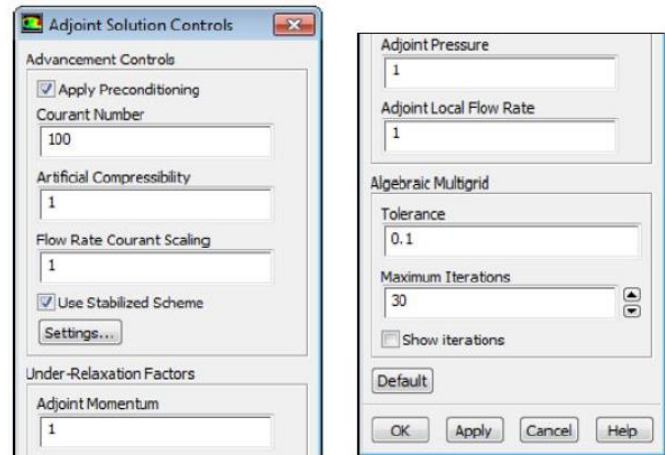 Adjoint Solution Controls
Advancement Controls
Apply Preconditioning
Courant Number
100
Artificial Compressibility
1
Flow Rate Courant Scaling
1
Use Stabilized Scheme
Settings...
Under-Relaxation Factors
Adjoint Momentum
1
Adjoint Pressure
1
Adjoint Local Flow Rate
1
Algebraic Multigrid
Tolerance
0.1
Maximum Iterations
30
Show iterations
Default
OK Apply Cancel Help